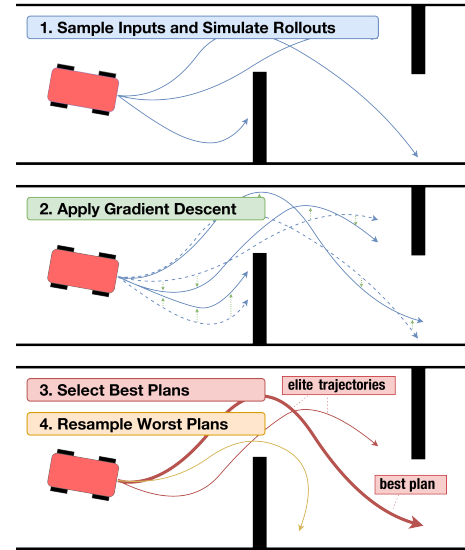 1. Sample Inputs and Simulate Rollouts
2. Apply Gradient Descent
3. Select Best Plans
elite trajectories
4. Resample Worst Plans
best plan